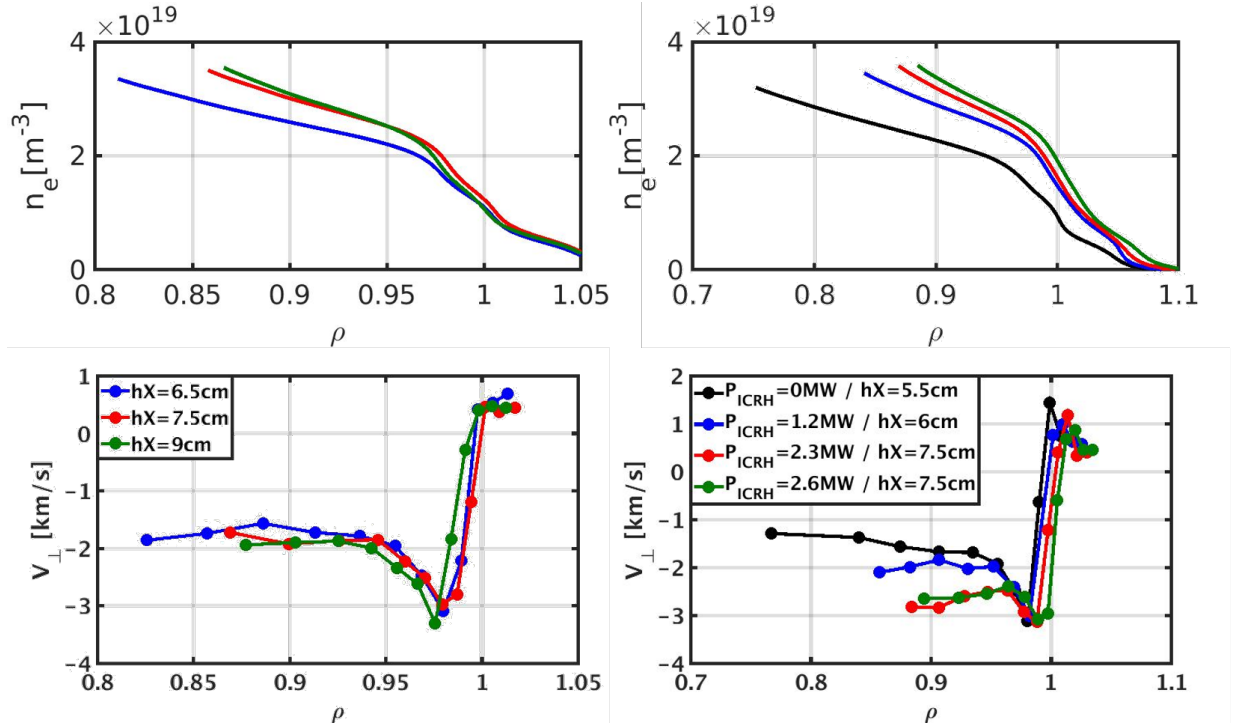 ×10^19
n_e[m^-3]
4
2
0
0.8 0.85 0.9 0.95 1 1.05
ρ
×10^19
n_e[m^-3]
4
2
0
0.7 0.8 0.9 1 1.1
ρ
V_⊥ [km/s]
1
0
−1
−2
−3
−4
hX=6.5cm
hX=7.5cm
hX=9cm
0.8 0.85 0.9 0.95 1 1.05
ρ
V_⊥ [km/s]
2
1
0
−1
−2
−3
−4
P_ICRH=0MW / hX=5.5cm
P_ICRH=1.2MW / hX=6cm
P_ICRH=2.3MW / hX=7.5cm
P_ICRH=2.6MW / hX=7.5cm
0.7 0.8 0.9 1 1.1
ρ